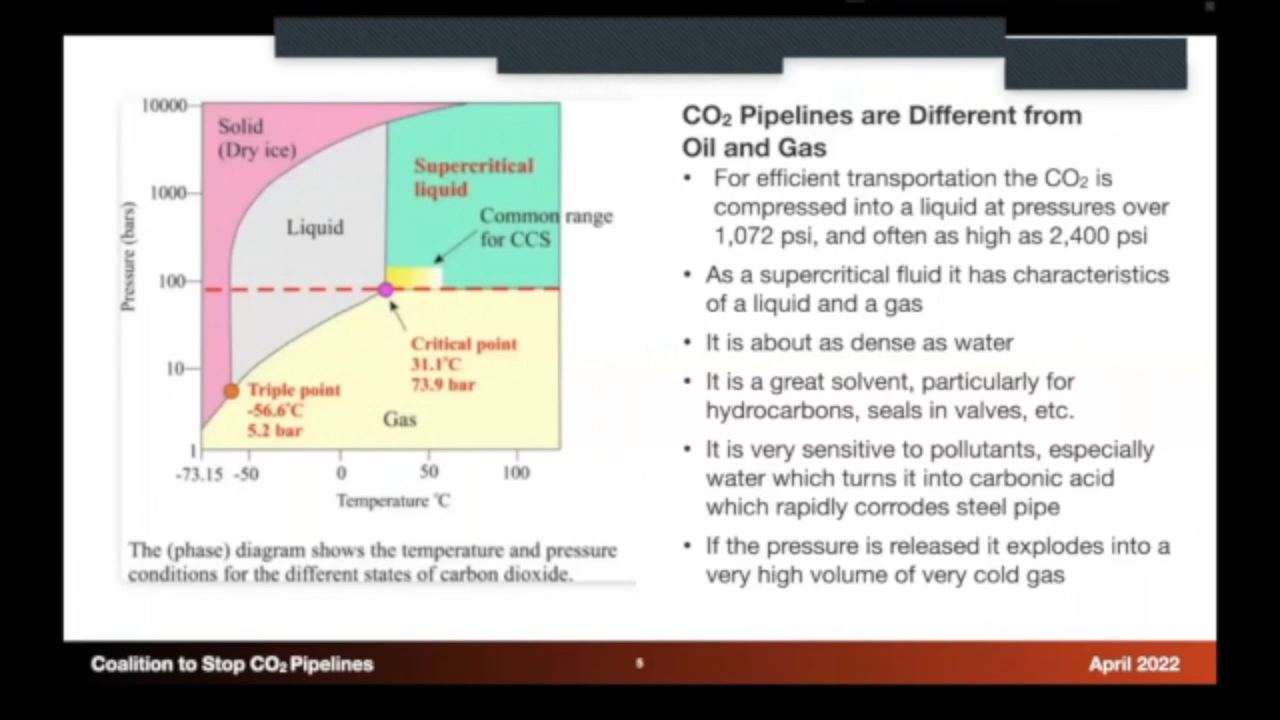 10000
Solid
(Dry ice)
Supercritical
liquid
1000
Liquid
Common range
for CCS
Pressure (bars)
100
Critical point
31.1°C
73.9 bar
10
Triple point
-56.6°C
5.2 bar
Gas
1
-73.15 -50 0 50 100
Temperature °C
The (phase) diagram shows the temperature and pressure
conditions for the different states of carbon dioxide.
CO₂ Pipelines are Different from
Oil and Gas
• For efficient transportation the CO₂ is
compressed into a liquid at pressures over
1,072 psi, and often as high as 2,400 psi
• As a supercritical fluid it has characteristics
of a liquid and a gas
• It is about as dense as water
• It is a great solvent, particularly for
hydrocarbons, seals in valves, etc.
• It is very sensitive to pollutants, especially
water which turns it into carbonic acid
which rapidly corrodes steel pipe
• If the pressure is released it explodes into a
very high volume of very cold gas
Coalition to Stop CO₂ Pipelines
5
April 2022